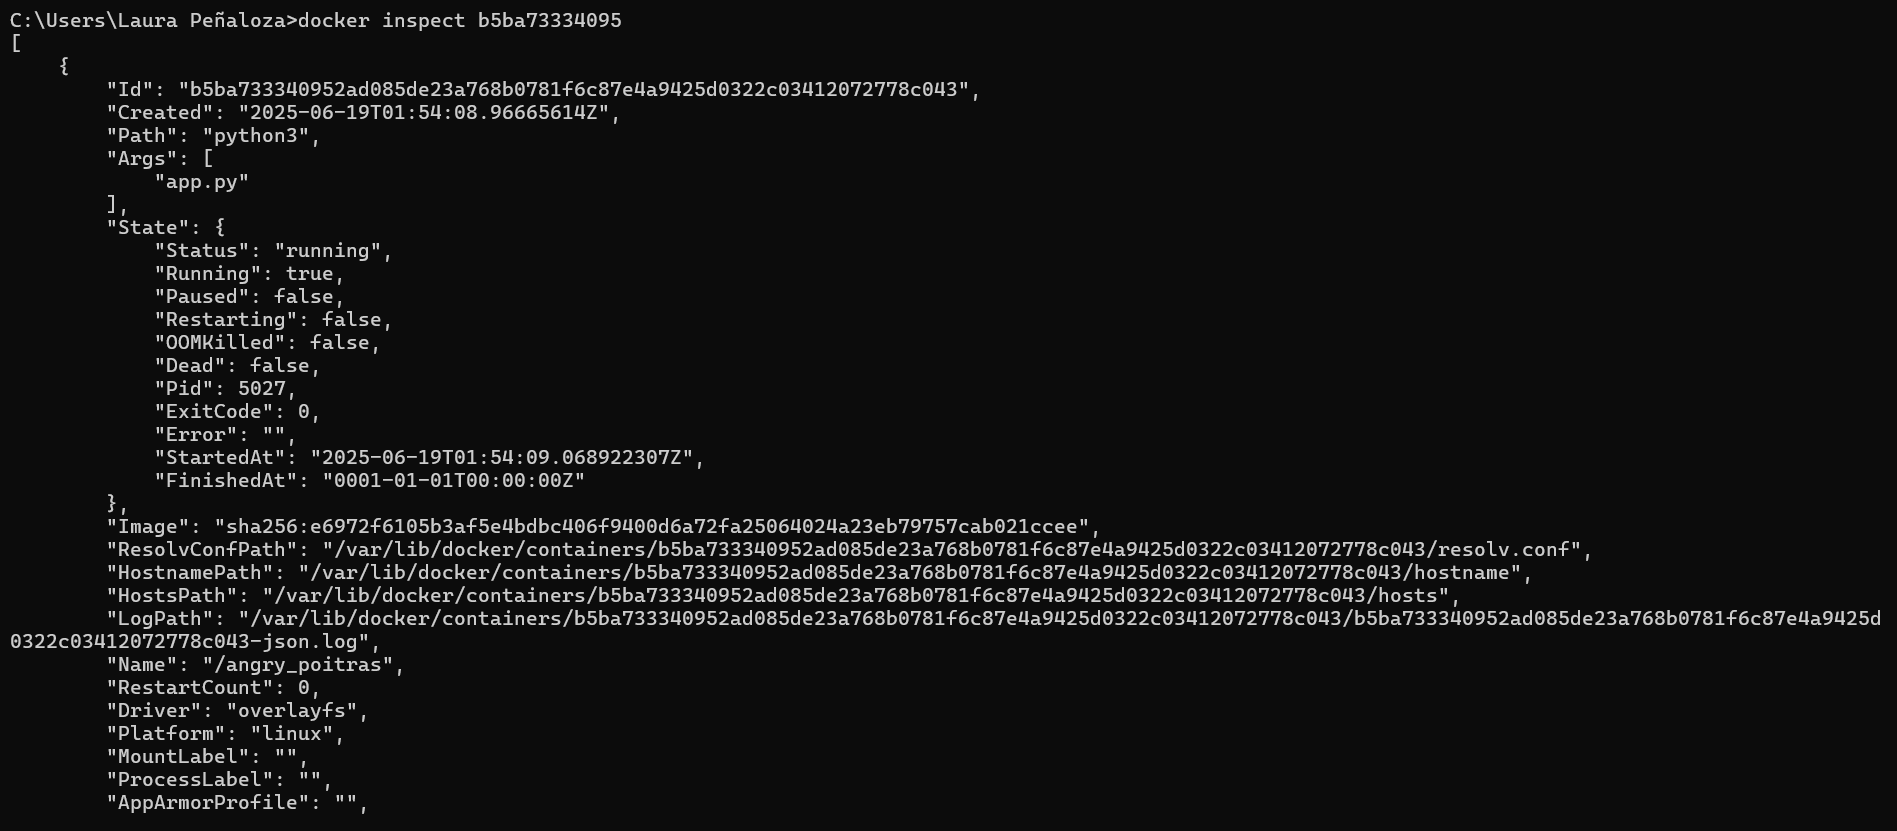 C:\Users\Laura Peñaloza>docker inspect b5ba73334095
[
    {
        "Id": "b5ba733340952ad085de23a768b0781f6c87e4a9425d0322c03412072778c043",
        "Created": "2025-06-19T01:54:08.96665614Z",
        "Path": "python3",
        "Args": [
            "app.py"
        ],
        "State": {
            "Status": "running",
            "Running": true,
            "Paused": false,
            "Restarting": false,
            "OOMKilled": false,
            "Dead": false,
            "Pid": 5027,
            "ExitCode": 0,
            "Error": "",
            "StartedAt": "2025-06-19T01:54:09.068922307Z",
            "FinishedAt": "0001-01-01T00:00:00Z"
        },
        "Image": "sha256:e6972f6105b3af5e4bdbc406f9400d6a72fa25064024a23eb79757cab021ccee",
        "ResolvConfPath": "/var/lib/docker/containers/b5ba733340952ad085de23a768b0781f6c87e4a9425d0322c03412072778c043/resolv.conf",
        "HostnamePath": "/var/lib/docker/containers/b5ba733340952ad085de23a768b0781f6c87e4a9425d0322c03412072778c043/hostname",
        "HostsPath": "/var/lib/docker/containers/b5ba733340952ad085de23a768b0781f6c87e4a9425d0322c03412072778c043/hosts",
        "LogPath": "/var/lib/docker/containers/b5ba733340952ad085de23a768b0781f6c87e4a9425d0322c03412072778c043/b5ba733340952ad085de23a768b0781f6c87e4a9425d
0322c03412072778c043-json.log",
        "Name": "/angry_poitras",
        "RestartCount": 0,
        "Driver": "overlayfs",
        "Platform": "linux",
        "MountLabel": "",
        "ProcessLabel": "",
        "AppArmorProfile": "",